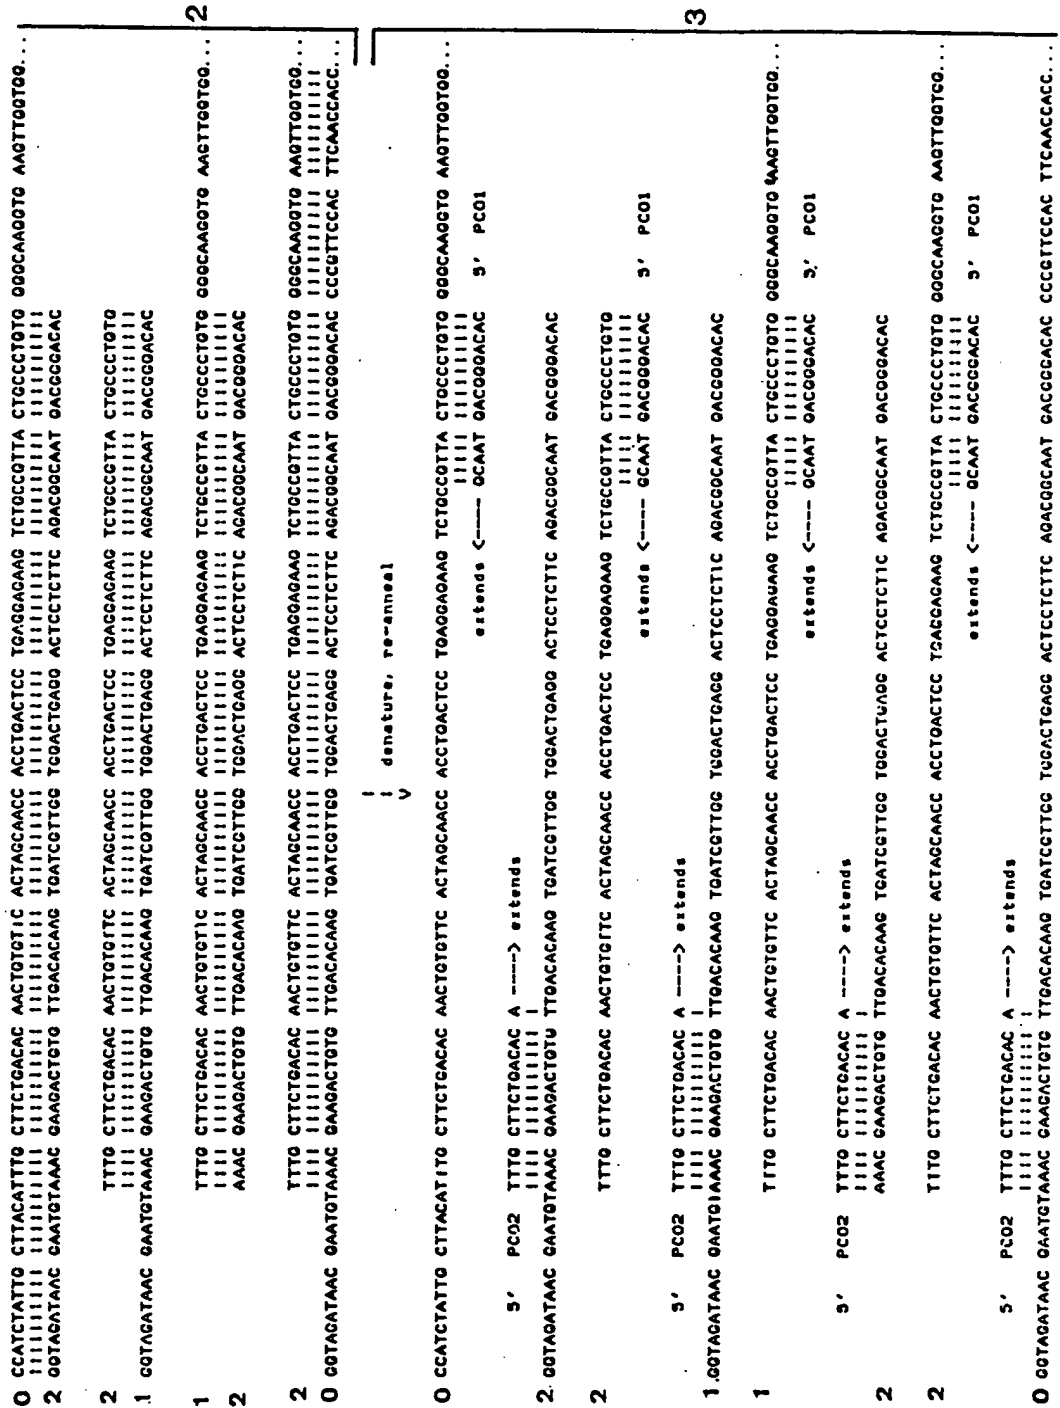 0 CCATCTATTG CTTACATTTG CTTCTGACAC AACTGTGTTC ACTAGCAACC ACCTGACTCC TGAGGAGAAG TCTGCCGTTA CTGCCCTGTG GGGCAAGGTG AAGTTGGTGG...
2 GGTAGATAAC GAATGTAAAC GAAGACTGTG TTGACACAAG TGATCGTTGG TGGACTGAGG ACTCCTCTTC AGACGGCAAT GACGGGACAC
2 TTTG CTTCTGACAC AACTGTGTTC ACTAGCAACC ACCTGACTCC TGAGGAGAAG TCTGCCGTTA CTGCCCTGTG
1 GGTAGATAAC GAATGTAAAC GAAGACTGTG TTGACACAAG TGATCGTTGG TGGACTGAGG ACTCCTCTTC AGACGGCAAT GACGGGACAC
2
1 TTTG CTTCTGACAC AACTGTGTTC ACTAGCAACC ACCTGACTCC TGAGGAGAAG TCTGCCGTTA CTGCCCTGTG GGGCAAGGTG AAGTTGGTGG...
2 AAAC GAAGACTGTG TTGACACAAG TGATCGTTGG TGGACTGAGG ACTCCTCTTC AGACGGCAAT GACGGGACAC
2 TTTG CTTCTGACAC AACTGTGTTC ACTAGCAACC ACCTGACTCC TGAGGAGAAG TCTGCCGTTA CTGCCCTGTG GGGCAAGGTG AAGTTGGTGG...
0 GGTAGATAAC GAATGTAAAC GAAGACTGTG TTGACACAAG TGATCGTTGG TGGACTGAGG ACTCCTCTTC AGACGGCAAT GACGGGACAC CCCGTTCCAC TTCAACCACC...
denature, re-anneal
0 CCATCTATTG CTTACATTTG CTTCTGACAC AACTGTGTTC ACTAGCAACC ACCTGACTCC TGAGGAGAAG TCTGCCGTTA CTGCCCTGTG GGGCAAGGTG AAGTTGGTGG...
extends <---- GCAAT GACGGGACAC 5' PCO1
5' PCO2 TTTG CTTCTGACAC A ----> extends
2 GGTAGATAAC GAATGTAAAC GAAGACTGTG TTGACACAAG TGATCGTTGG TGGACTGAGG ACTCCTCTTC AGACGGCAAT GACGGGACAC
2 TTTG CTTCTGACAC AACTGTGTTC ACTAGCAACC ACCTGACTCC TGAGGAGAAG TCTGCCGTTA CTGCCCTGTG
extends <---- GCAAT GACGGGACAC 5' PCO1
5' PCO2 TTTG CTTCTGACAC A ----> extends
1 GGTAGATAAC GAATGTAAAC GAAGACTGTG TTGACACAAG TGATCGTTGG TGGACTGAGG ACTCCTCTTC AGACGGCAAT GACGGGACAC
3
1 TTTG CTTCTGACAC AACTGTGTTC ACTAGCAACC ACCTGACTCC TGAGGAGAAG TCTGCCGTTA CTGCCCTGTG GGGCAAGGTG AAGTTGGTGG...
extends <---- GCAAT GACGGGACAC 5' PCO1
5' PCO2 TTTG CTTCTGACAC A ----> extends
2 AAAC GAAGACTGTG TTGACACAAG TGATCGTTGG TGGACTGAGG ACTCCTCTTC AGACGGCAAT GACGGGACAC
2 TTTG CTTCTGACAC AACTGTGTTC ACTAGCAACC ACCTGACTCC TGAGGAGAAG TCTGCCGTTA CTGCCCTGTG GGGCAAGGTG AAGTTGGTGG...
extends <---- GCAAT GACGGGACAC 5' PCO1
5' PCO2 TTTG CTTCTGACAC A ----> extends
0 GGTAGATAAC GAATGTAAAC GAAGACTGTG TTGACACAAG TGATCGTTGG TGGACTGAGG ACTCCTCTTC AGACGGCAAT GACGGGACAC CCCGTTCCAC TTCAACCACC...